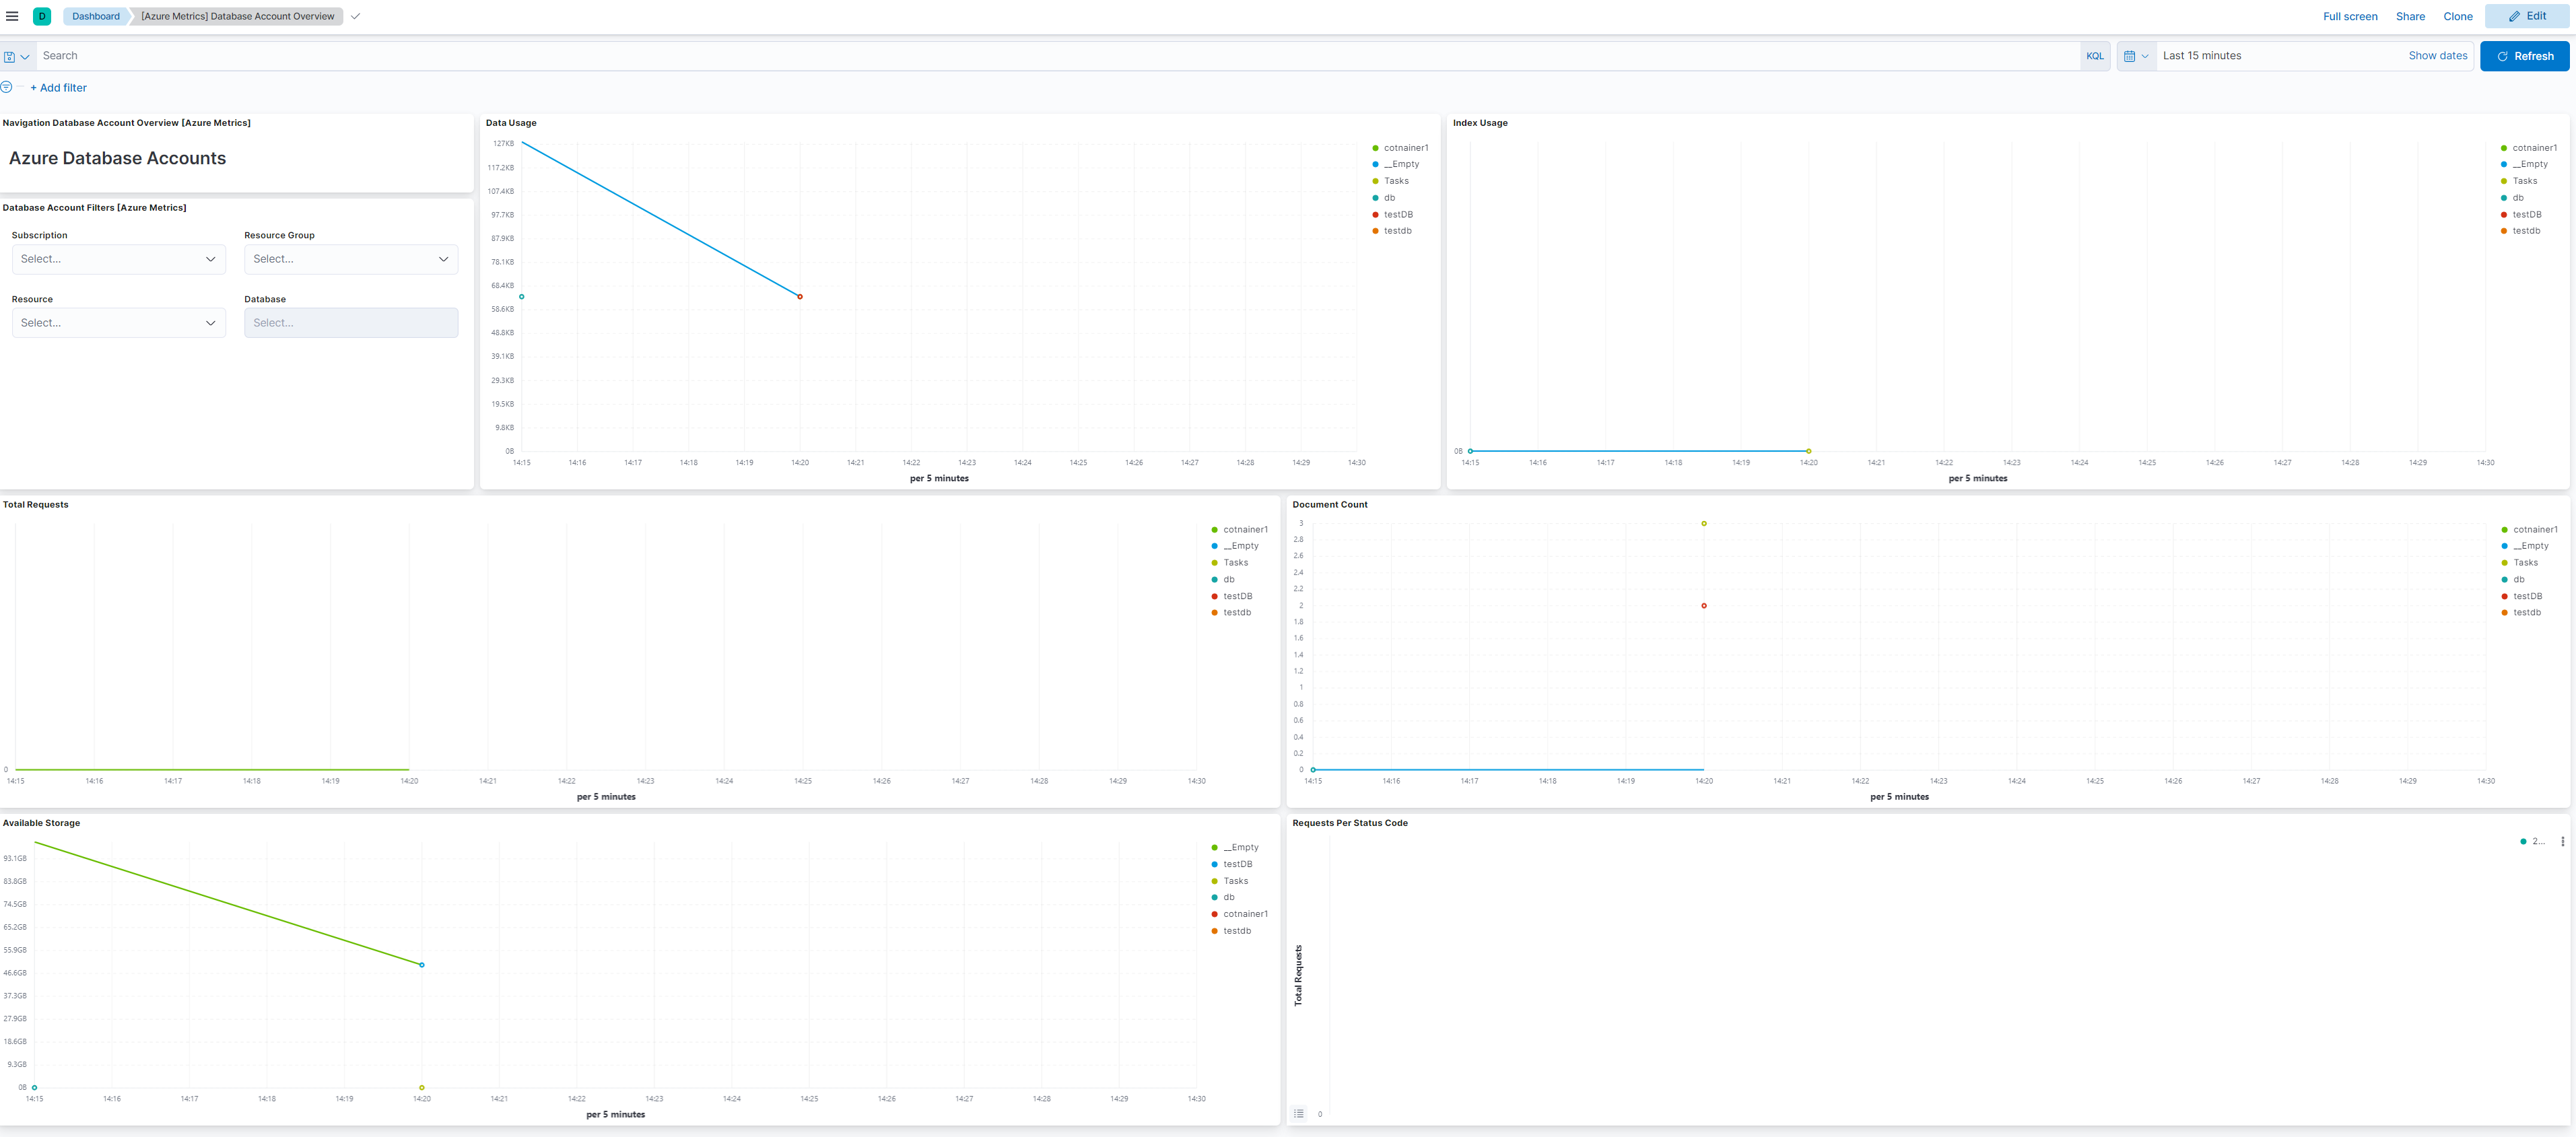 D Dashboard [Azure Metrics] Database Account Overview Full screen Share Clone Edit
Search KQL Last 15 minutes Show dates Refresh
+ Add filter
Navigation Database Account Overview [Azure Metrics]
Azure Database Accounts
Database Account Filters [Azure Metrics]
Subscription Resource Group
Select... Select...
Resource Database
Select... Select...
Data Usage
127KB
117.2KB
107.4KB
97.7KB
87.9KB
78.1KB
68.4KB
58.6KB
48.8KB
39.1KB
29.3KB
19.5KB
9.8KB
0B
14:15 14:16 14:17 14:18 14:19 14:20 14:21 14:22 14:23 14:24 14:25 14:26 14:27 14:28 14:29 14:30
per 5 minutes
cotnainer1
__Empty
Tasks
db
testDB
testdb
Index Usage
0B
14:15 14:16 14:17 14:18 14:19 14:20 14:21 14:22 14:23 14:24 14:25 14:26 14:27 14:28 14:29 14:30
per 5 minutes
cotnainer1
__Empty
Tasks
db
testDB
testdb
Total Requests
0
14:15 14:16 14:17 14:18 14:19 14:20 14:21 14:22 14:23 14:24 14:25 14:26 14:27 14:28 14:29 14:30
per 5 minutes
cotnainer1
__Empty
Tasks
db
testDB
testdb
Document Count
3
2.8
2.6
2.4
2.2
2
1.8
1.6
1.4
1.2
1
0.8
0.6
0.4
0.2
0
14:15 14:16 14:17 14:18 14:19 14:20 14:21 14:22 14:23 14:24 14:25 14:26 14:27 14:28 14:29 14:30
per 5 minutes
cotnainer1
__Empty
Tasks
db
testDB
testdb
Available Storage
93.1GB
83.8GB
74.5GB
65.2GB
55.9GB
46.6GB
37.3GB
27.9GB
18.6GB
9.3GB
0B
14:15 14:16 14:17 14:18 14:19 14:20 14:21 14:22 14:23 14:24 14:25 14:26 14:27 14:28 14:29 14:30
per 5 minutes
__Empty
testDB
Tasks
db
cotnainer1
testdb
Requests Per Status Code
2...
Total Requests
0